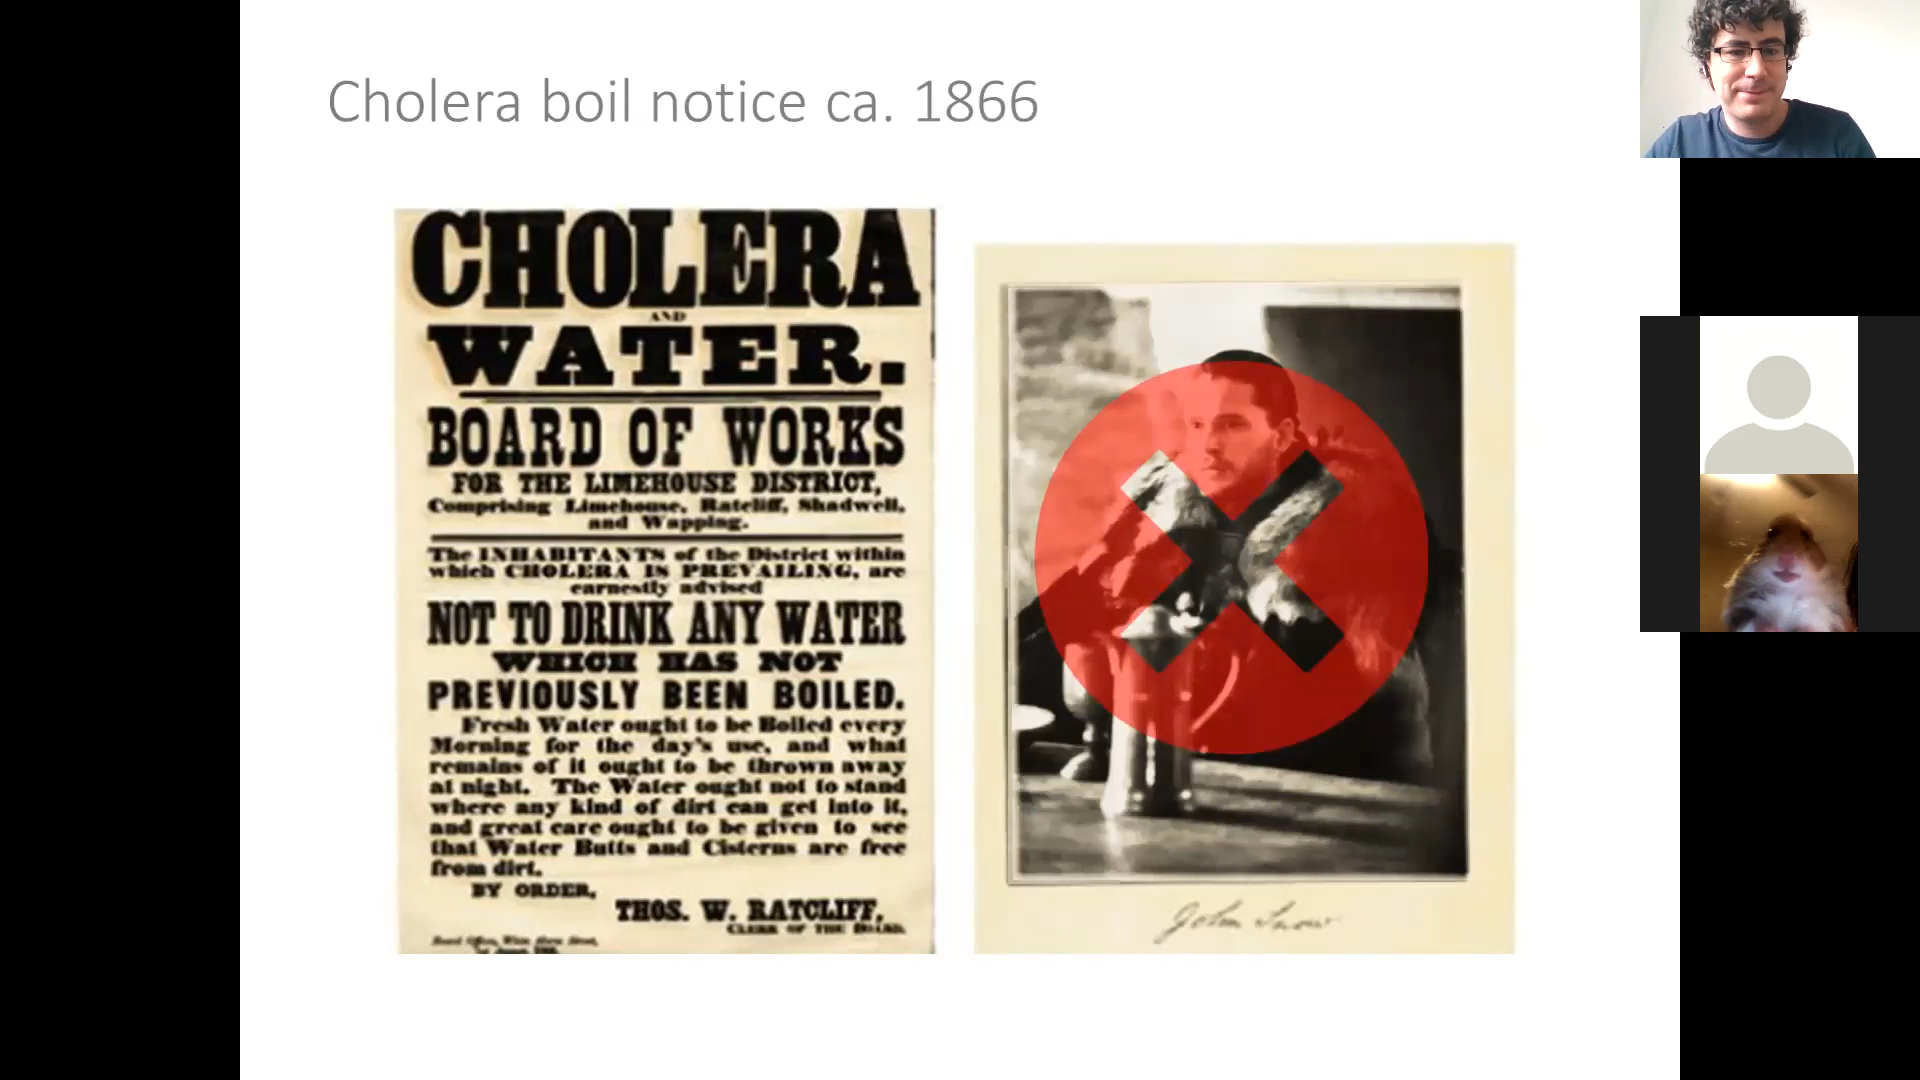 Cholera boil notice ca. 1866
CHOLERA
AND
WATER.
BOARD OF WORKS
FOR THE LIMEHOUSE DISTRICT,
Comprising Limehouse, Ratcliff, Shadwell,
and Wapping.
The INHABITANTS of the District within
which CHOLERA IS PREVAILING, are
earnestly advised
NOT TO DRINK ANY WATER
WHICH HAS NOT
PREVIOUSLY BEEN BOILED.
Fresh Water ought to be Boiled every
Morning for the day's use, and what
remains of it ought to be thrown away
at night. The Water ought not to stand
where any kind of dirt can get into it,
and great care ought to be given to see
that Water Butts and Cisterns are free
from dirt.
BY ORDER,
THOS. W. RATCLIFF,
CLERK OF THE BOARD.
Board Offices, White Horse Street,
John Snow